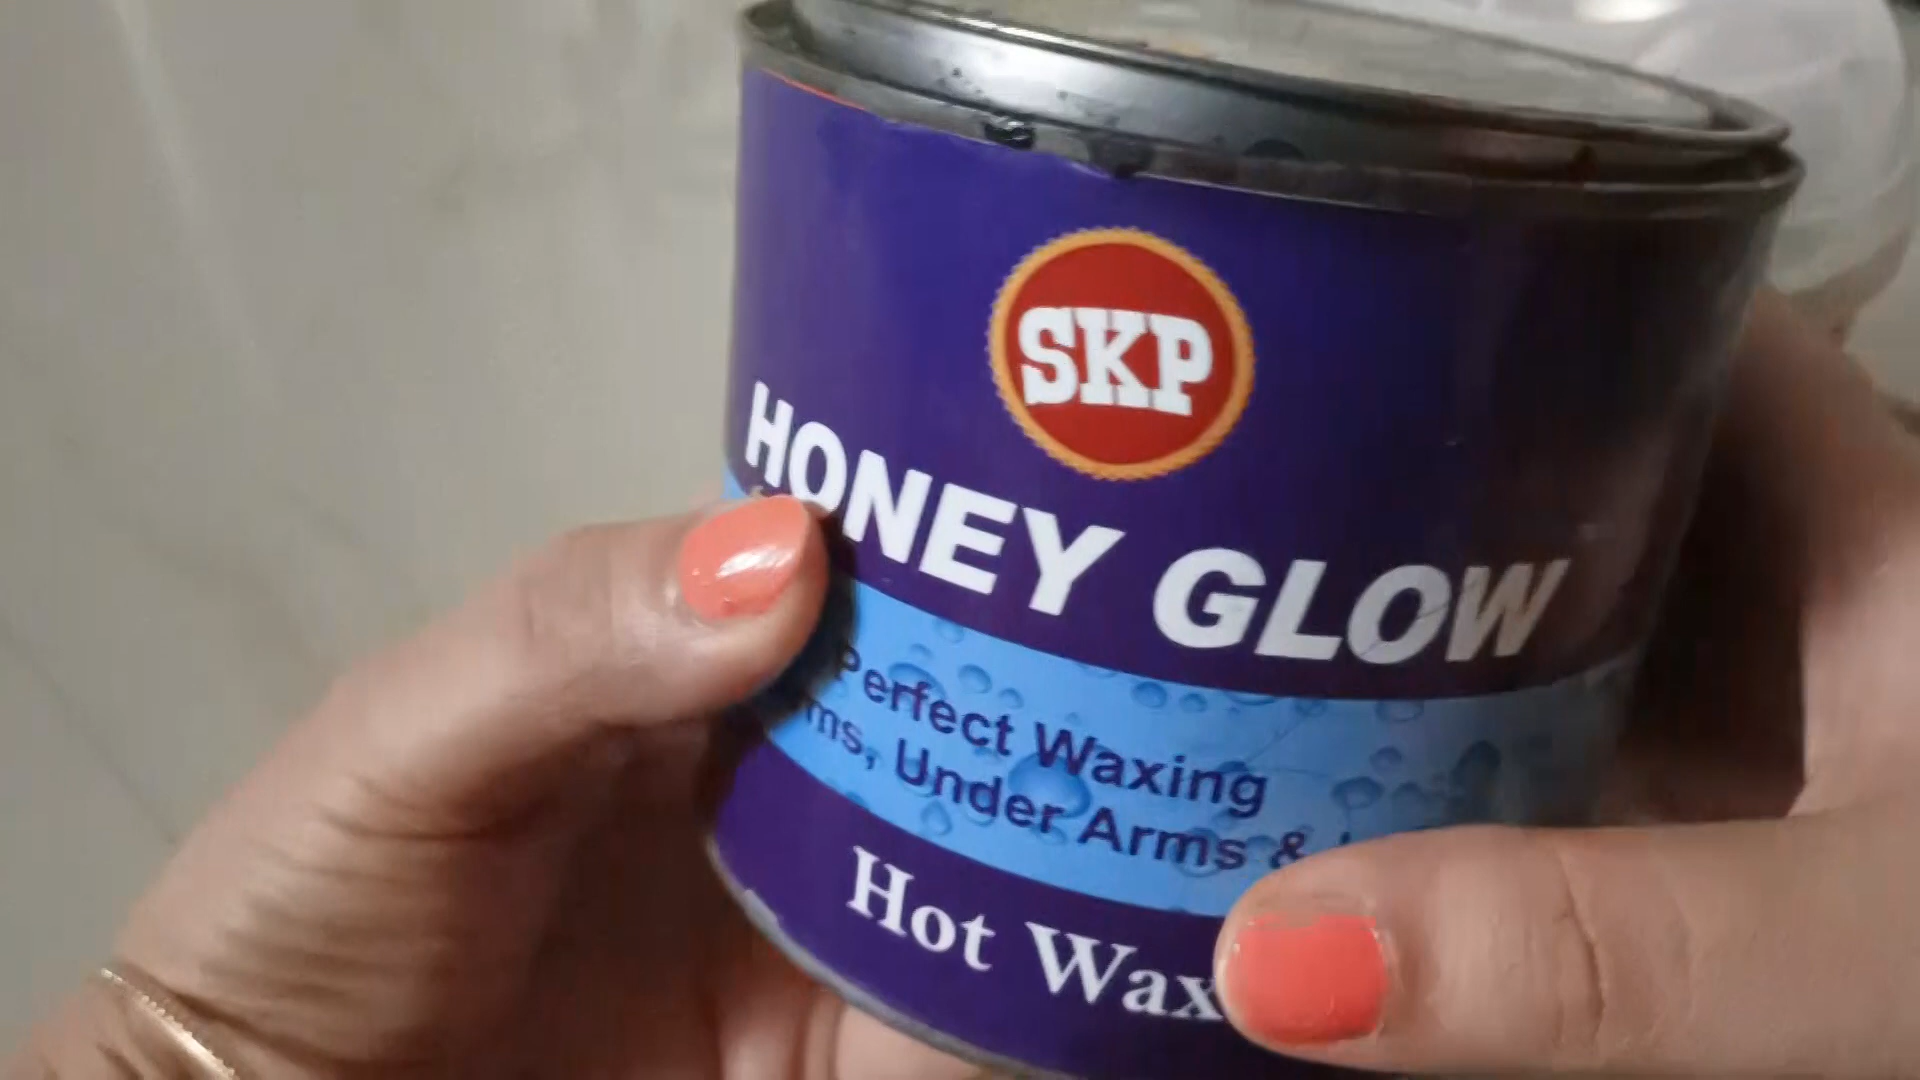 SKP
HONEY GLOW
Perfect Waxing
Under Arms &
Hot Wax